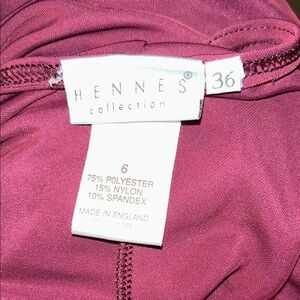 HENNES®
collection
36
6
75% POLYESTER
15% NYLON
10% SPANDEX
MADE IN ENGLAND